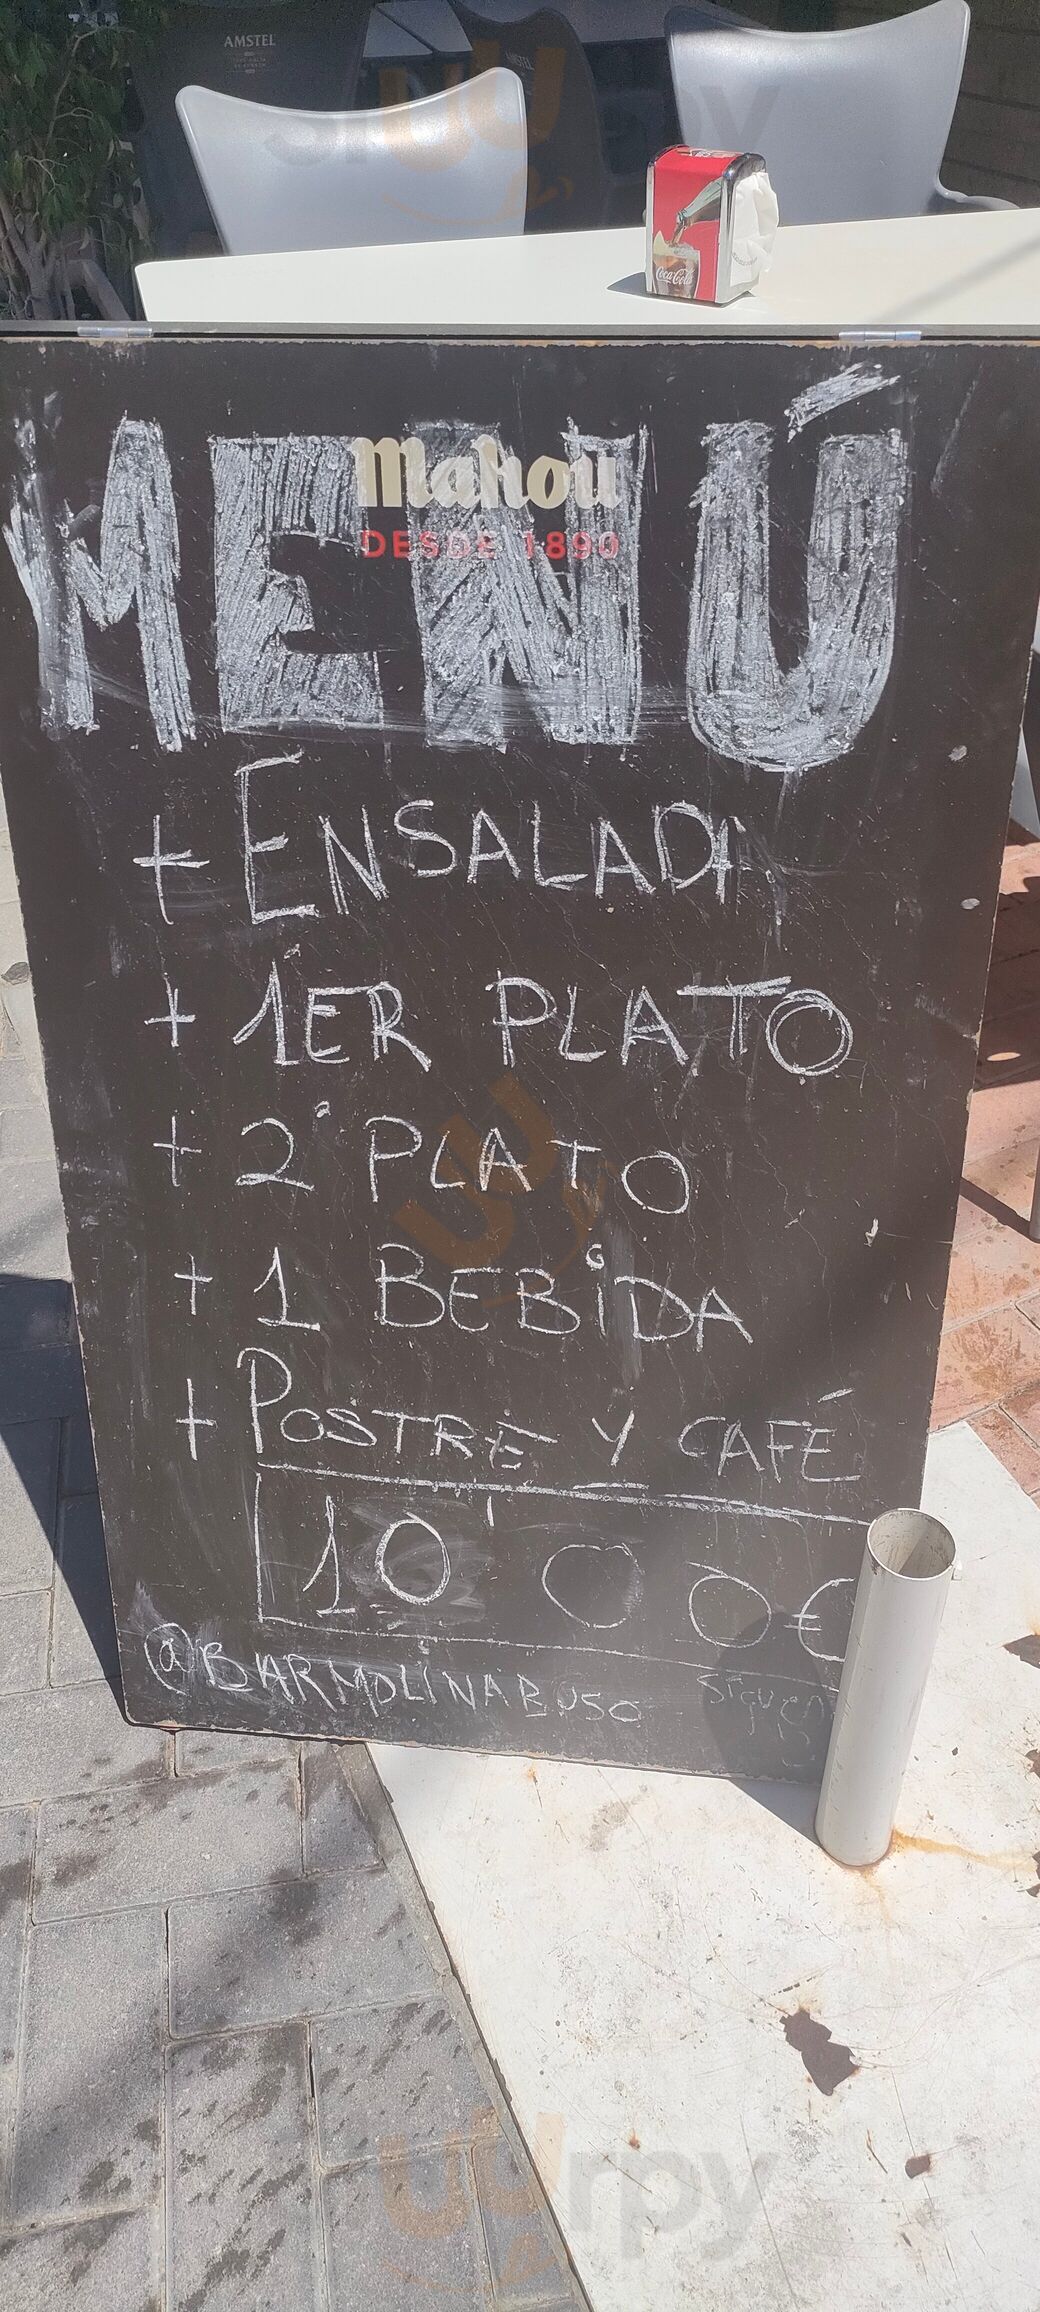 AMSTEL
AMSTEL
Coca-Cola
Mahou
DESDE 1890
MENÚ
+ ENSALADA
+ 1ER PLATO
+ 2º PLATO
+ 1 BEBiDA
+ POSTRE Y CAFÉ
10'00€
@BARMOLINABUSO